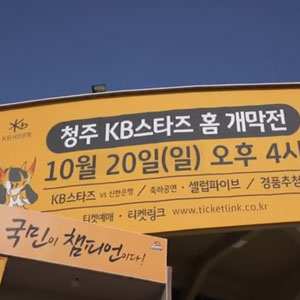 KB 국민은행
청주 KB스타즈 홈 개막전
10월 20일(일) 오후 4시
KB스타즈 vs 신한은행 / 축하공연 · 셀럽파이브 / 경품추첨
티켓예매 · 티켓링크 www.ticketlink.co.kr
국민이 챔피언이다!